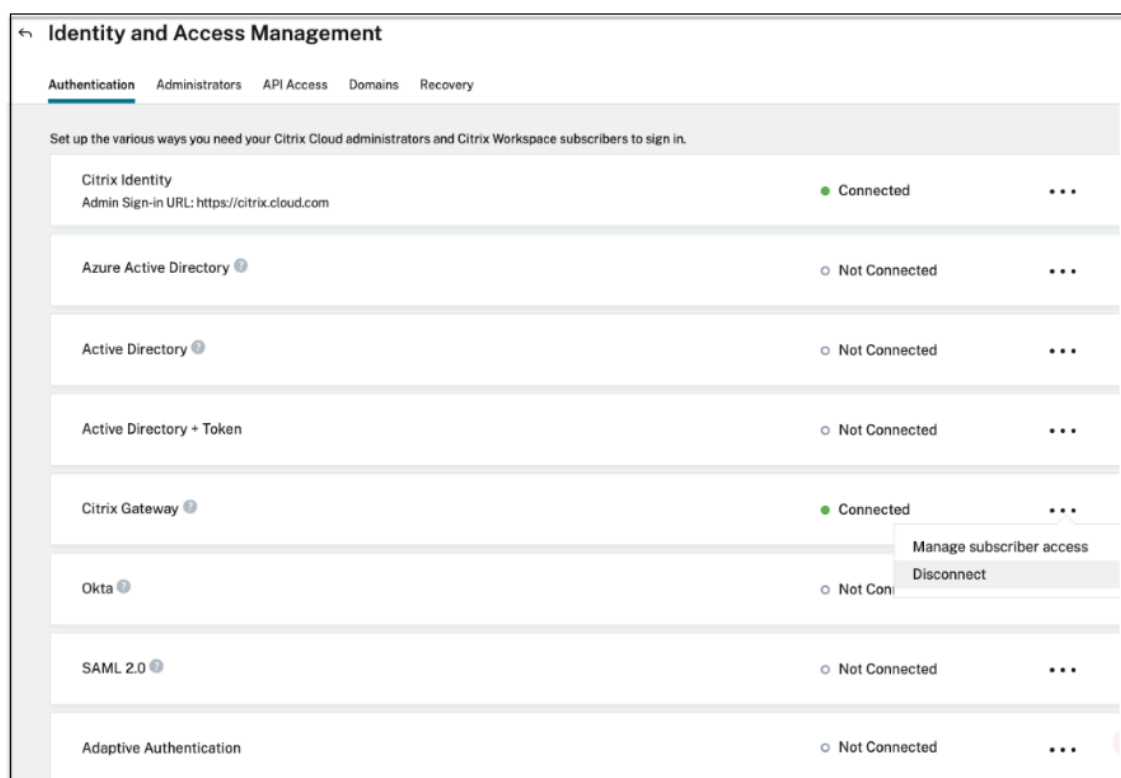 Identity and Access Management
Authentication Administrators API Access Domains Recovery
Set up the various ways you need your Citrix Cloud administrators and Citrix Workspace subscribers to sign in.
Citrix Identity
Admin Sign-in URL: https://citrix.cloud.com
Connected
Azure Active Directory ?
Not Connected
Active Directory ?
Not Connected
Active Directory + Token
Not Connected
Citrix Gateway ?
Connected
Manage subscriber access
Disconnect
Okta ?
Not Con
SAML 2.0 ?
Not Connected
Adaptive Authentication
Not Connected